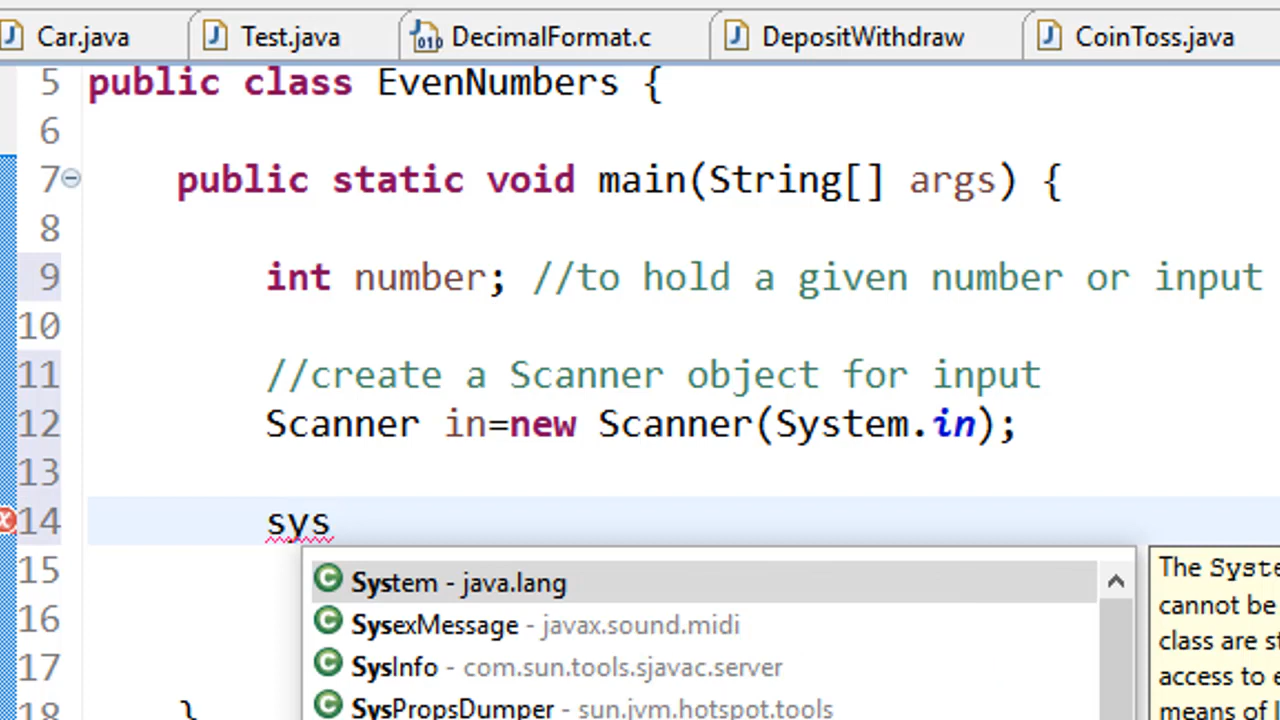 Car.java Test.java DecimalFormat.c DepositWithdraw CoinToss.java
5 public class EvenNumbers {
6
7 public static void main(String[] args) {
8
9 int number; //to hold a given number or input
10
11 //create a Scanner object for input
12 Scanner in=new Scanner(System.in);
13
14 sys
15
System - java.lang
16
SysexMessage - javax.sound.midi
17
SysInfo - com.sun.tools.sjavac.server
18 }
SysPropsDumper - sun.jvm.hotspot.tools
The Syste
cannot be
class are st
access to e
means of l